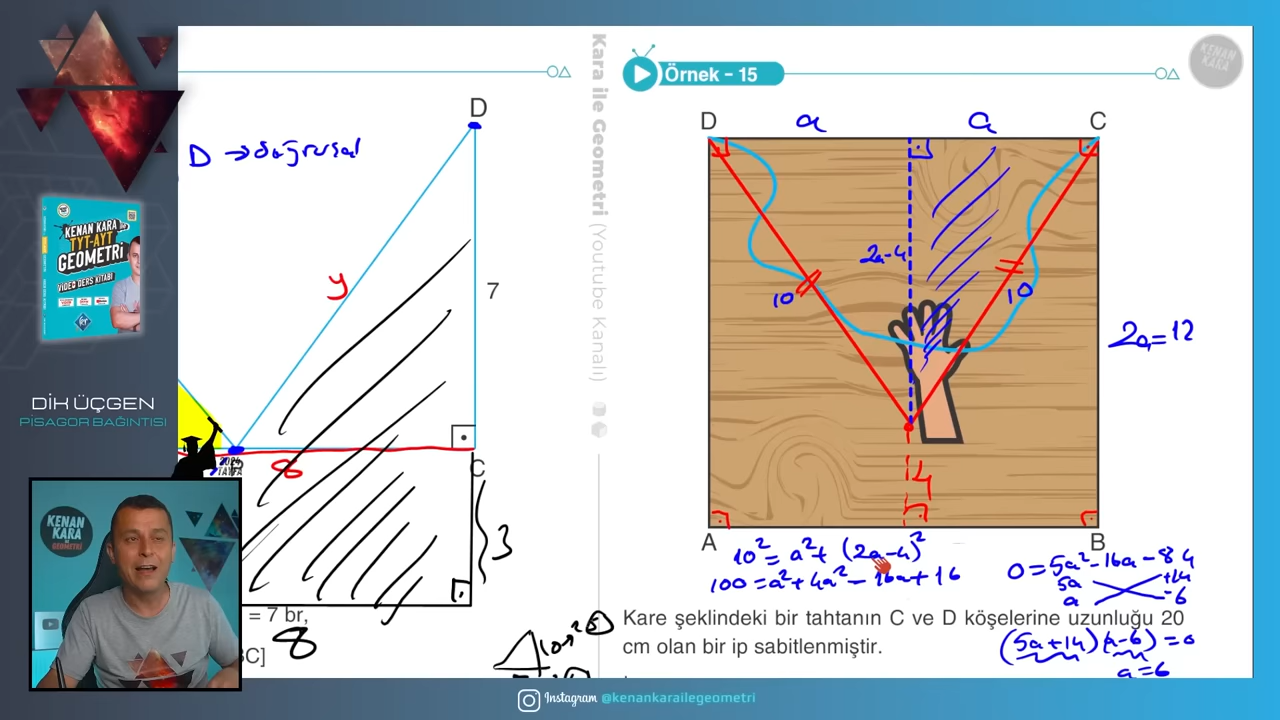 KENAN KARA
TYT-AYT
GEOMETRİ
VİDEO DERS KİTABI
DİK ÜÇGEN
PİSAGOR BAĞINTISI
KENAN KARA
İLE
GEOMETRİ
D
D → doğrusal
y
7
8
C
3
= 7 br,
8
BC]
Kara ile Geometri (Youtube Kanalı)
Örnek - 15
KENAN
KARA
D a a C
2a-4
10
10
2a=12
4
A
B
10² = a² + (2a-4)²
100 = a² + 4a² - 16a + 16
0 = 5a² - 16a - 84
5a +14
a -6
(5a+14)(a-6)=0
a=6
Kare şeklindeki bir tahtanın C ve D köşelerine uzunluğu 20
cm olan bir ip sabitlenmiştir.
Instagram @kenankarailegeometri